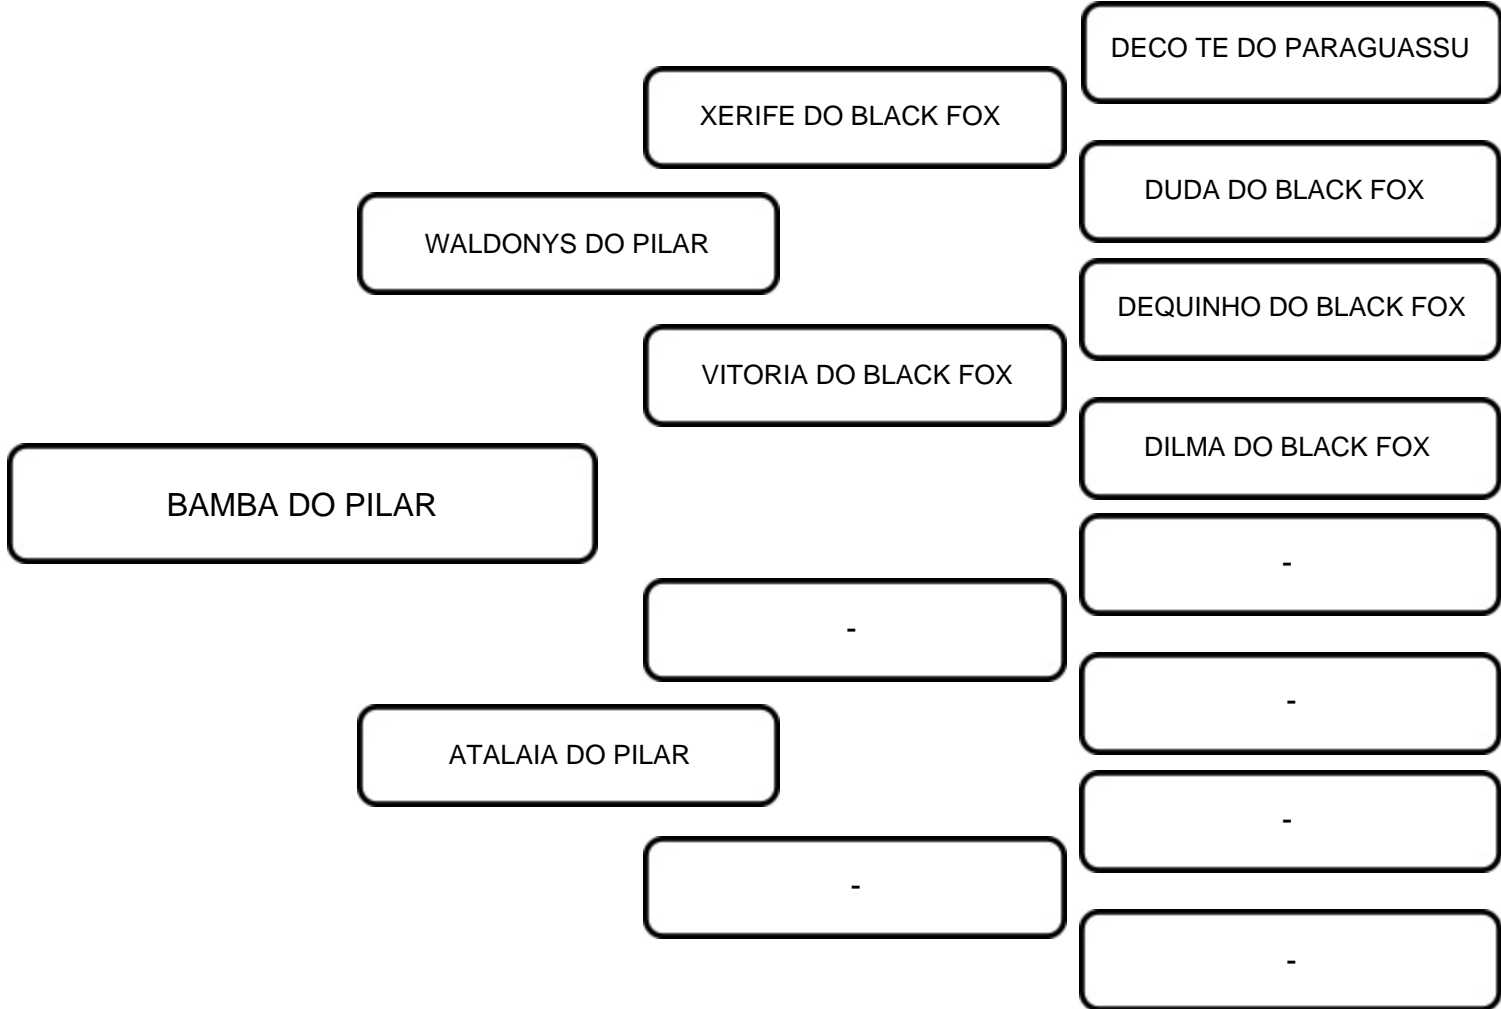 DECO TE DO PARAGUASSU
XERIFE DO BLACK FOX
DUDA DO BLACK FOX
WALDONYS DO PILAR
DEQUINHO DO BLACK FOX
VITORIA DO BLACK FOX
DILMA DO BLACK FOX
BAMBA DO PILAR
-
-
-
ATALAIA DO PILAR
-
-
-